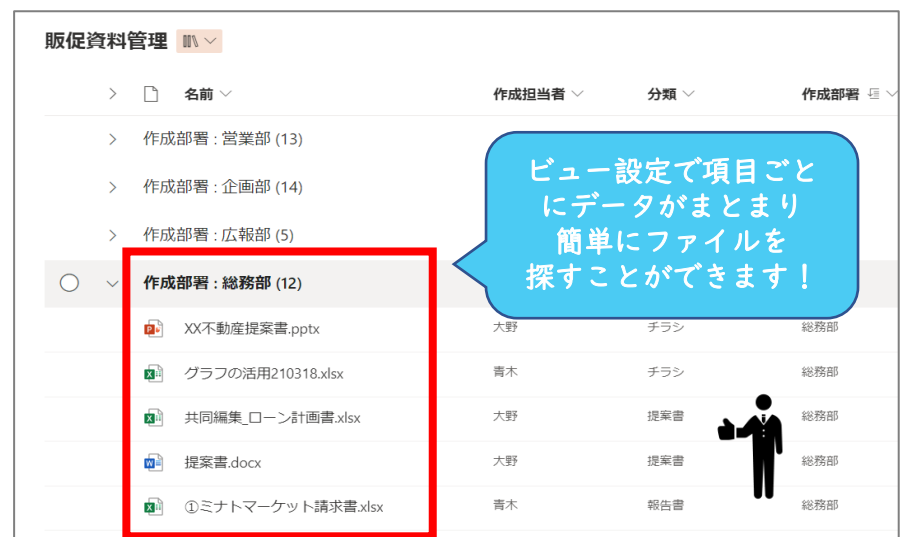 販促資料管理
名前 作成担当者 分類 作成部署
作成部署 : 営業部 (13)
作成部署 : 企画部 (14)
作成部署 : 広報部 (5)
作成部署 : 総務部 (12)
ビュー設定で項目ごと
にデータがまとまり
簡単にファイルを
探すことができます！
XX不動産提案書.pptx 大野 チラシ 総務部
グラフの活用210318.xlsx 青木 チラシ 総務部
共同編集_ローン計画書.xlsx 大野 提案書 総務部
提案書.docx 大野 提案書 総務部
①ミナトマーケット請求書.xlsx 青木 報告書 総務部